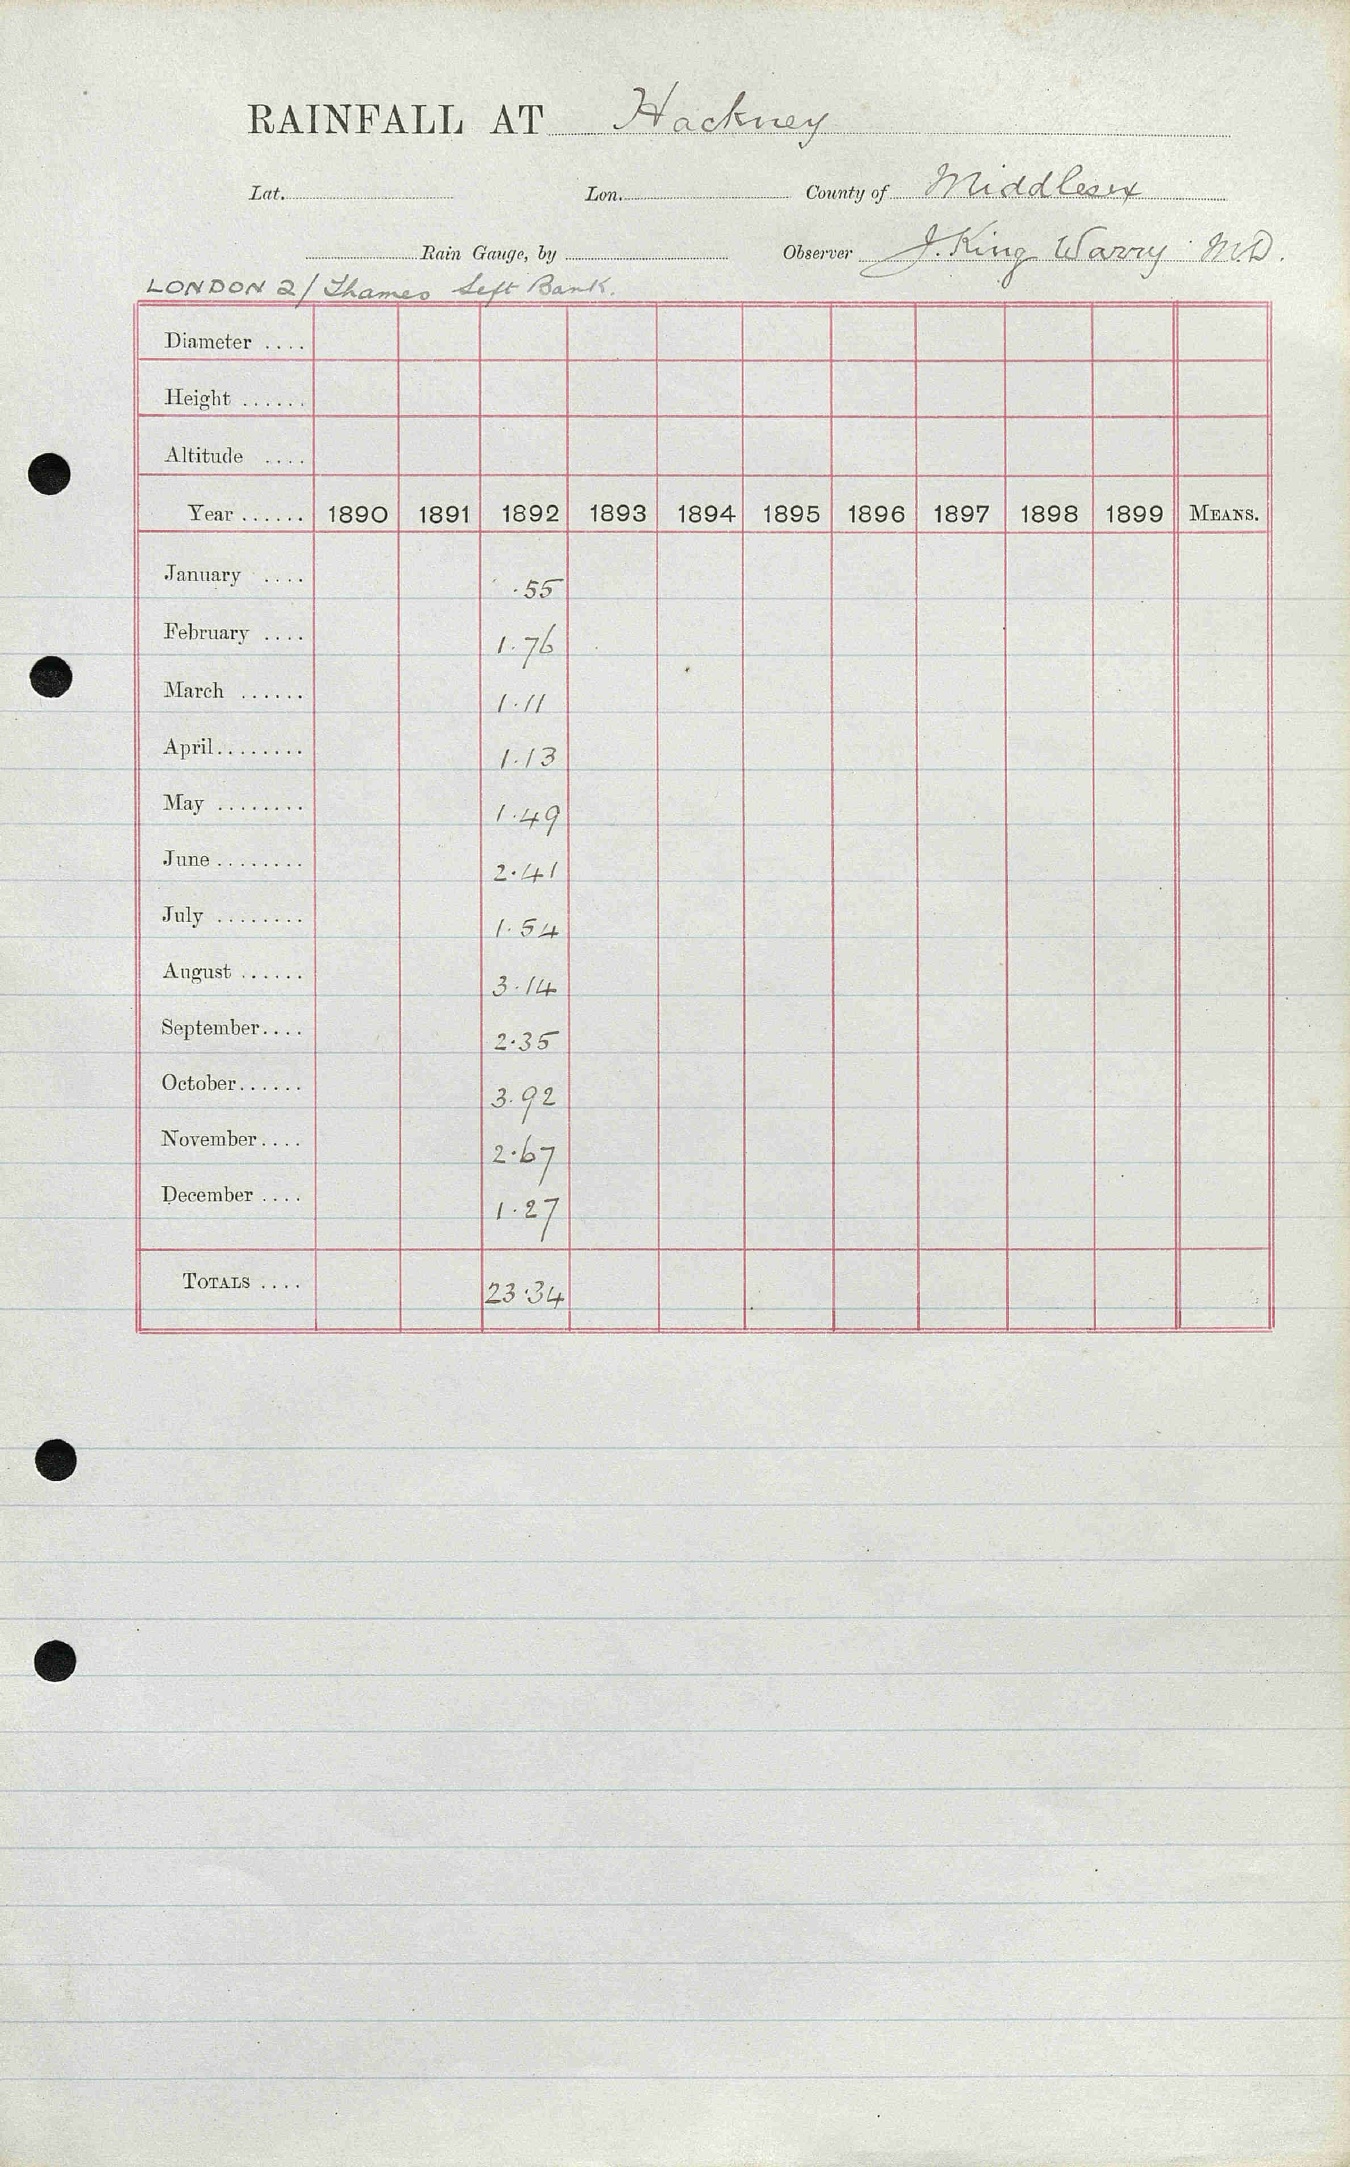 RAINFALL AT Hackney
Lat. Lon. County of Middlesex
Rain Gauge, by Observer J. King Warry M.D.
LONDON 2/ Thames Left Bank.
Diameter ....
Height ......
Altitude ....
Year ...... 1890 1891 1892 1893 1894 1895 1896 1897 1898 1899 MEANS.
January .... .55
February .... 1.76
March ...... 1.11
April........ 1.13
May ........ 1.49
June ........ 2.41
July ........ 1.54
August ...... 3.14
September.... 2.35
October...... 3.92
November.... 2.67
December .... 1.27
TOTALS .... 23.34